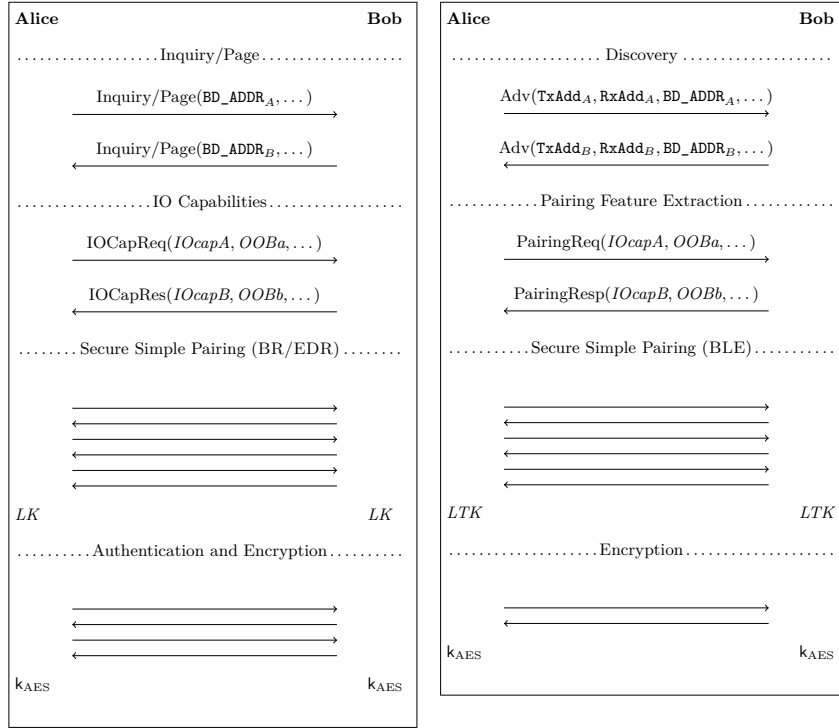 Alice Bob
....................Inquiry/Page....................
Inquiry/Page(BD_ADDR_A, . . . )
Inquiry/Page(BD_ADDR_B, . . . )
...................IO Capabilities...................
IOCapReq(IOcapA, OOBa, . . . )
IOCapRes(IOcapB, OOBb, . . . )
........Secure Simple Pairing (BR/EDR)........
LK LK
..........Authentication and Encryption..........
k_AES k_AES
Alice Bob
.....................Discovery.....................
Adv(TxAdd_A, RxAdd_A, BD_ADDR_A, . . . )
Adv(TxAdd_B, RxAdd_B, BD_ADDR_B, . . . )
............Pairing Feature Extraction............
PairingReq(IOcapA, OOBa, . . . )
PairingResp(IOcapB, OOBb, . . . )
...........Secure Simple Pairing (BLE)...........
LTK LTK
....................Encryption....................
k_AES k_AES